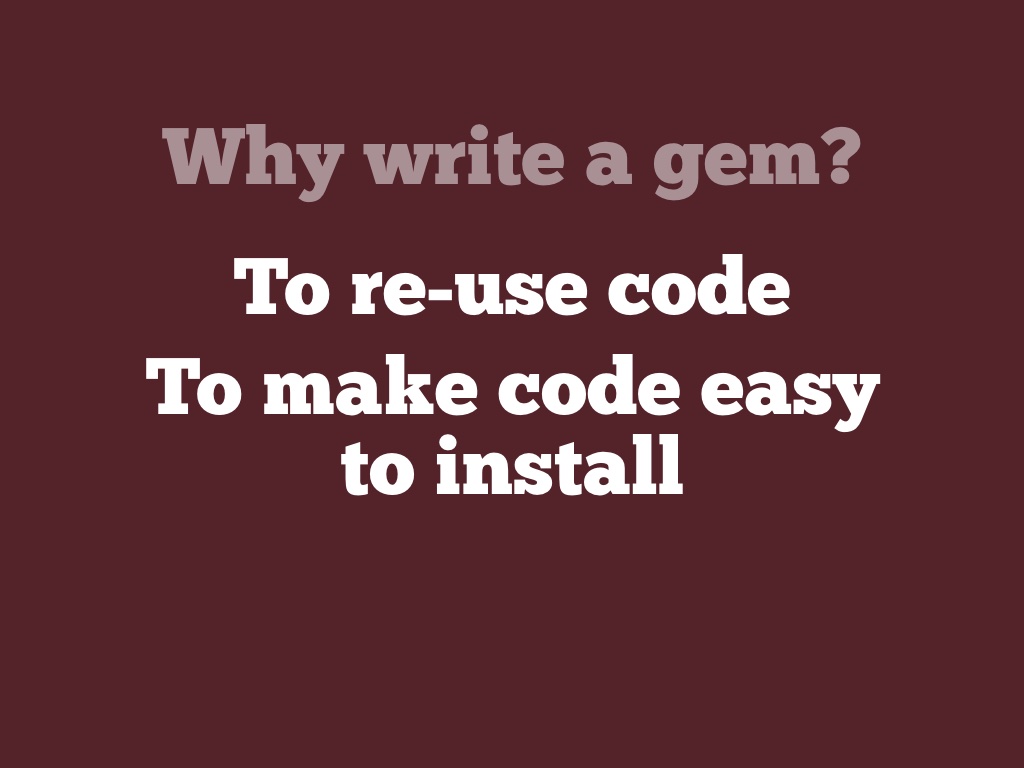 Why write a gem?
To re-use code
To make code easy
to install